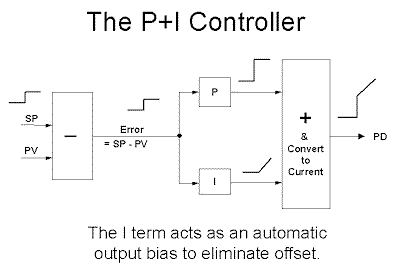 The P+I Controller
SP
PV
−
Error
= SP - PV
P
I
+
&
Convert
to
Current
PD
The I term acts as an automatic
output bias to eliminate offset.